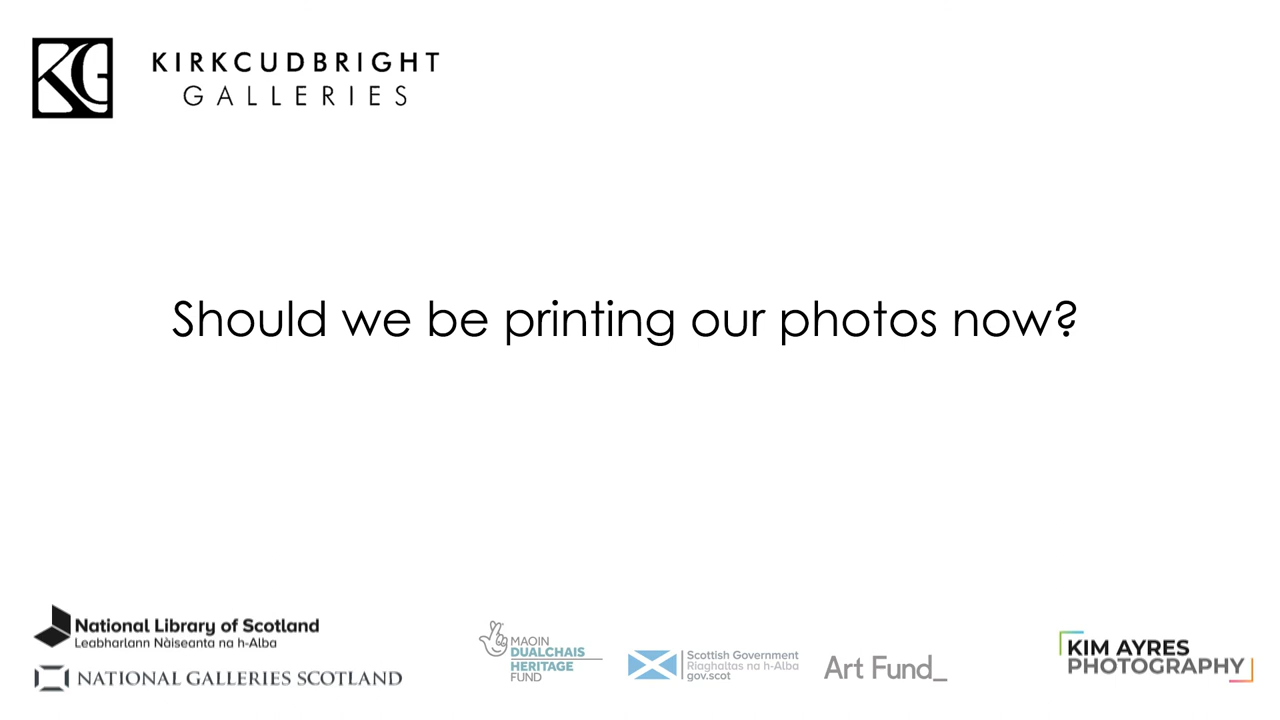 KG
KIRKCUDBRIGHT
GALLERIES
Should we be printing our photos now?
National Library of Scotland
Leabharlann Nàiseanta na h-Alba
NATIONAL GALLERIES SCOTLAND
MAOIN
DUALCHAIS
HERITAGE
FUND
Scottish Government
Riaghaltas na h-Alba
gov.scot
Art Fund_
KIM AYRES
PHOTOGRAPHY